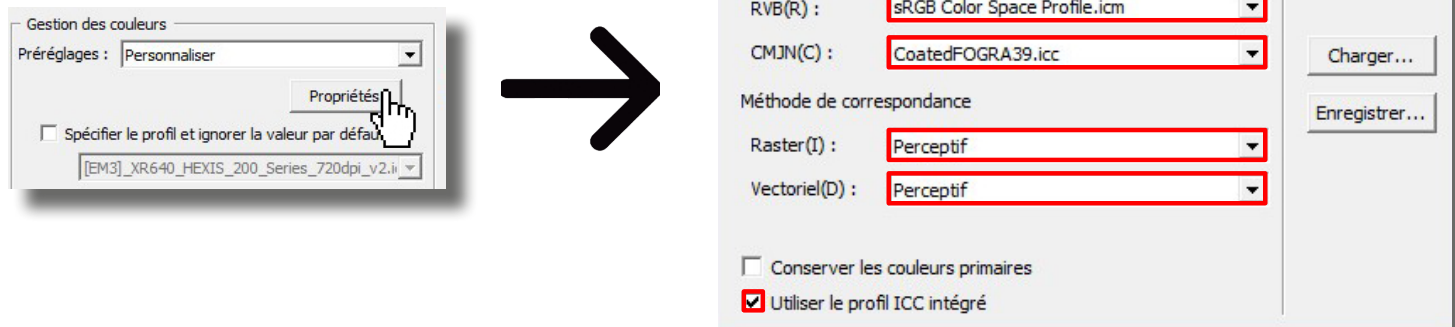 Gestion des couleurs
Préréglages : Personnaliser
Propriétés
Spécifier le profil et ignorer la valeur par défau
[EM3]_XR640_HEXIS_200_Series_720dpi_v2.i
RVB(R) : sRGB Color Space Profile.icm
CMJN(C) : CoatedFOGRA39.icc
Charger...
Méthode de correspondance
Enregistrer...
Raster(I) : Perceptif
Vectoriel(D) : Perceptif
Conserver les couleurs primaires
Utiliser le profil ICC intégré